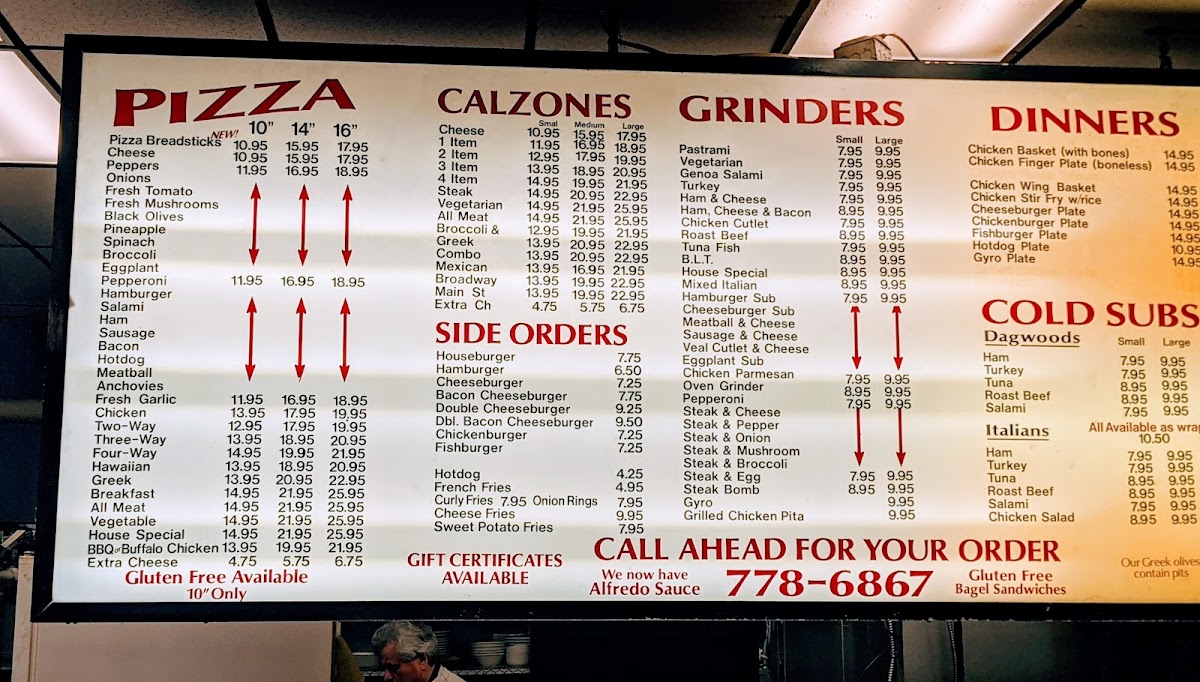 PIZZA
NEW! 10" 14" 16"
Pizza Breadsticks 10.95 15.95 17.95
Cheese 10.95 15.95 17.95
Peppers 11.95 16.95 18.95
Onions
Fresh Tomato
Fresh Mushrooms
Black Olives
Pineapple
Spinach
Broccoli
Eggplant
Pepperoni 11.95 16.95 18.95
Hamburger
Salami
Ham
Sausage
Bacon
Hotdog
Meatball
Anchovies
Fresh Garlic 11.95 16.95 18.95
Chicken 13.95 17.95 19.95
Two-Way 12.95 17.95 19.95
Three-Way 13.95 18.95 20.95
Four-Way 14.95 19.95 21.95
Hawaiian 13.95 18.95 20.95
Greek 13.95 20.95 22.95
Breakfast 14.95 21.95 25.95
All Meat 14.95 21.95 25.95
Vegetable 14.95 21.95 25.95
House Special 14.95 21.95 25.95
BBQ or Buffalo Chicken 13.95 19.95 21.95
Extra Cheese 4.75 5.75 6.75
Gluten Free Available
10" Only
CALZONES
Smal Medium Large
Cheese 10.95 15.95 17.95
1 Item 11.95 16.95 18.95
2 Item 12.95 17.95 19.95
3 Item 13.95 18.95 20.95
4 Item 14.95 19.95 21.95
Steak 14.95 20.95 22.95
Vegetarian 14.95 21.95 25.95
All Meat 14.95 21.95 25.95
Broccoli & 12.95 19.95 21.95
Greek 13.95 20.95 22.95
Combo 13.95 20.95 22.95
Mexican 13.95 16.95 21.95
Broadway 13.95 19.95 22.95
Main St 13.95 19.95 22.95
Extra Ch 4.75 5.75 6.75
SIDE ORDERS
Houseburger 7.75
Hamburger 6.50
Cheeseburger 7.25
Bacon Cheeseburger 7.75
Double Cheeseburger 9.25
Dbl. Bacon Cheeseburger 9.50
Chickenburger 7.25
Fishburger 7.25
Hotdog 4.25
French Fries 4.95
Curly Fries 7.95 Onion Rings 7.95
Cheese Fries 9.95
Sweet Potato Fries 7.95
GIFT CERTIFICATES
AVAILABLE
GRINDERS
Small Large
Pastrami 7.95 9.95
Vegetarian 7.95 9.95
Genoa Salami 7.95 9.95
Turkey 7.95 9.95
Ham & Cheese 7.95 9.95
Ham, Cheese & Bacon 8.95 9.95
Chicken Cutlet 7.95 9.95
Roast Beef 8.95 9.95
Tuna Fish 7.95 9.95
B.L.T. 8.95 9.95
House Special 8.95 9.95
Mixed Italian 8.95 9.95
Hamburger Sub 7.95 9.95
Cheeseburger Sub
Meatball & Cheese
Sausage & Cheese
Veal Cutlet & Cheese
Eggplant Sub
Chicken Parmesan 7.95 9.95
Oven Grinder 8.95 9.95
Pepperoni 7.95 9.95
Steak & Cheese
Steak & Pepper
Steak & Onion
Steak & Mushroom
Steak & Broccoli
Steak & Egg 7.95 9.95
Steak Bomb 8.95 9.95
Gyro 9.95
Grilled Chicken Pita 9.95
DINNERS
Chicken Basket (with bones) 14.95
Chicken Finger Plate (boneless) 14.95
Chicken Wing Basket 14.95
Chicken Stir Fry w/rice 14.95
Cheeseburger Plate 14.95
Chickenburger Plate 14.95
Fishburger Plate 14.95
Hotdog Plate 10.95
Gyro Plate 14.95
COLD SUBS
Dagwoods Small Large
Ham 7.95 9.95
Turkey 7.95 9.95
Tuna 8.95 9.95
Roast Beef 8.95 9.95
Salami 7.95 9.95
All Available as wrap
10.50
Italians
Ham 7.95 9.95
Turkey 7.95 9.95
Tuna 8.95 9.95
Roast Beef 8.95 9.95
Salami 7.95 9.95
Chicken Salad 8.95 9.95
CALL AHEAD FOR YOUR ORDER
We now have
Alfredo Sauce
778-6867
Gluten Free
Bagel Sandwiches
Our Greek olives
contain pits